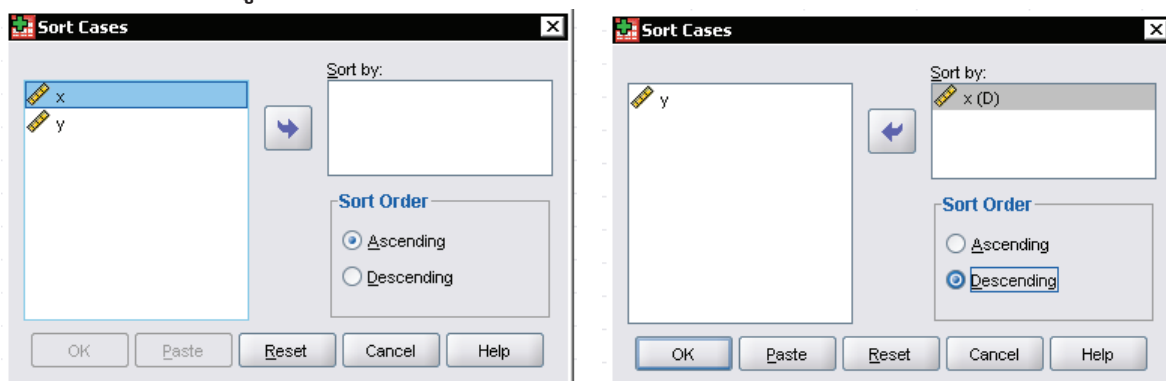 Sort Cases
Sort by:
x
y
Sort Order
Ascending
Descending
OK Paste Reset Cancel Help
Sort Cases
Sort by:
y
x (D)
Sort Order
Ascending
Descending
OK Paste Reset Cancel Help